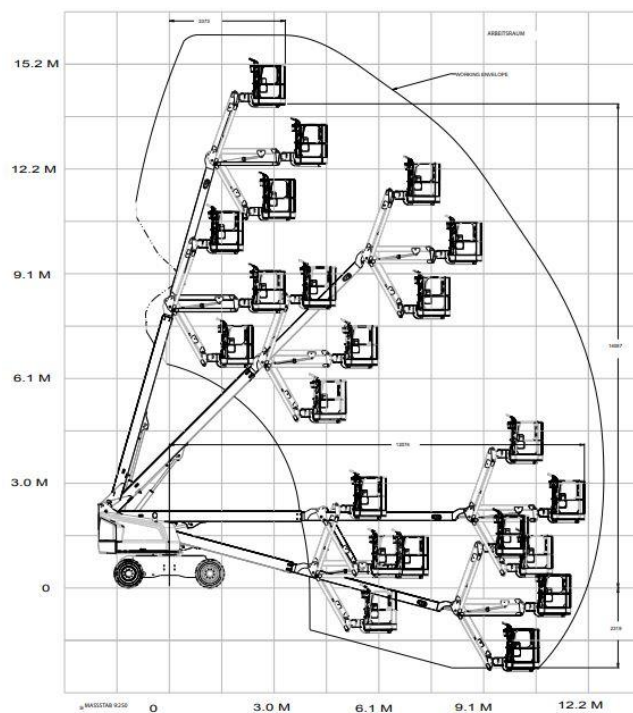 ARBEITSRAUM
15.2 M
WORKING ENVELOPE
12.2 M
9.1 M
6.1 M
3.0 M
0
MASSSTAB 9:250
0
3.0 M
6.1 M
9.1 M
12.2 M